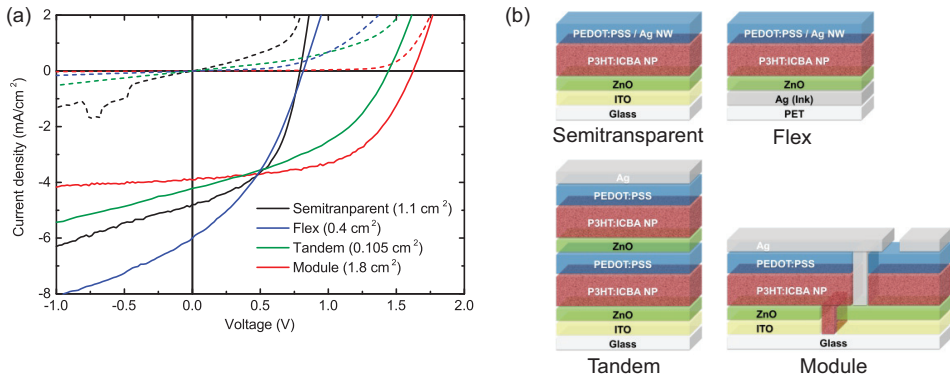 (a)
2
0
-2
-4
-6
-8
Current density (mA/cm²)
-1.0 -0.5 0.0 0.5 1.0 1.5 2.0
Voltage (V)
Semitranparent (1.1 cm²)
Flex (0.4 cm²)
Tandem (0.105 cm²)
Module (1.8 cm²)
(b)
PEDOT:PSS / Ag NW
P3HT:ICBA NP
ZnO
ITO
Glass
Semitransparent
PEDOT:PSS / Ag NW
P3HT:ICBA NP
ZnO
Ag (Ink)
PET
Flex
Ag
PEDOT:PSS
P3HT:ICBA NP
ZnO
PEDOT:PSS
P3HT:ICBA NP
ZnO
ITO
Glass
Tandem
Ag
PEDOT:PSS
P3HT:ICBA NP
ZnO
ITO
Glass
Module